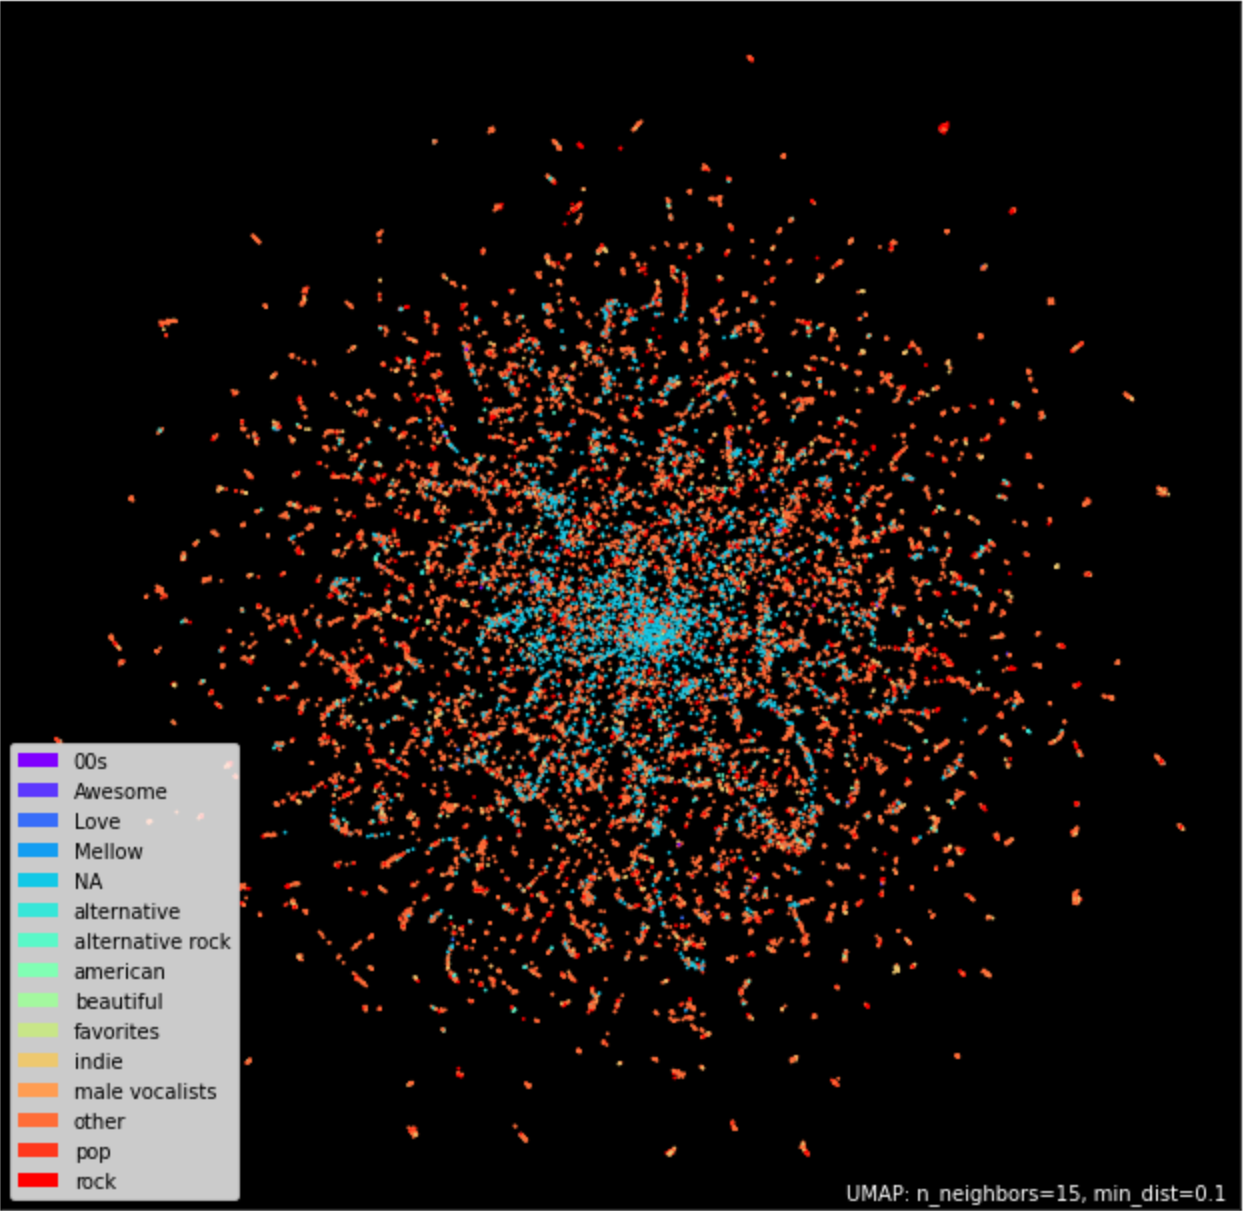 00s
Awesome
Love
Mellow
NA
alternative
alternative rock
american
beautiful
favorites
indie
male vocalists
other
pop
rock
UMAP: n_neighbors=15, min_dist=0.1